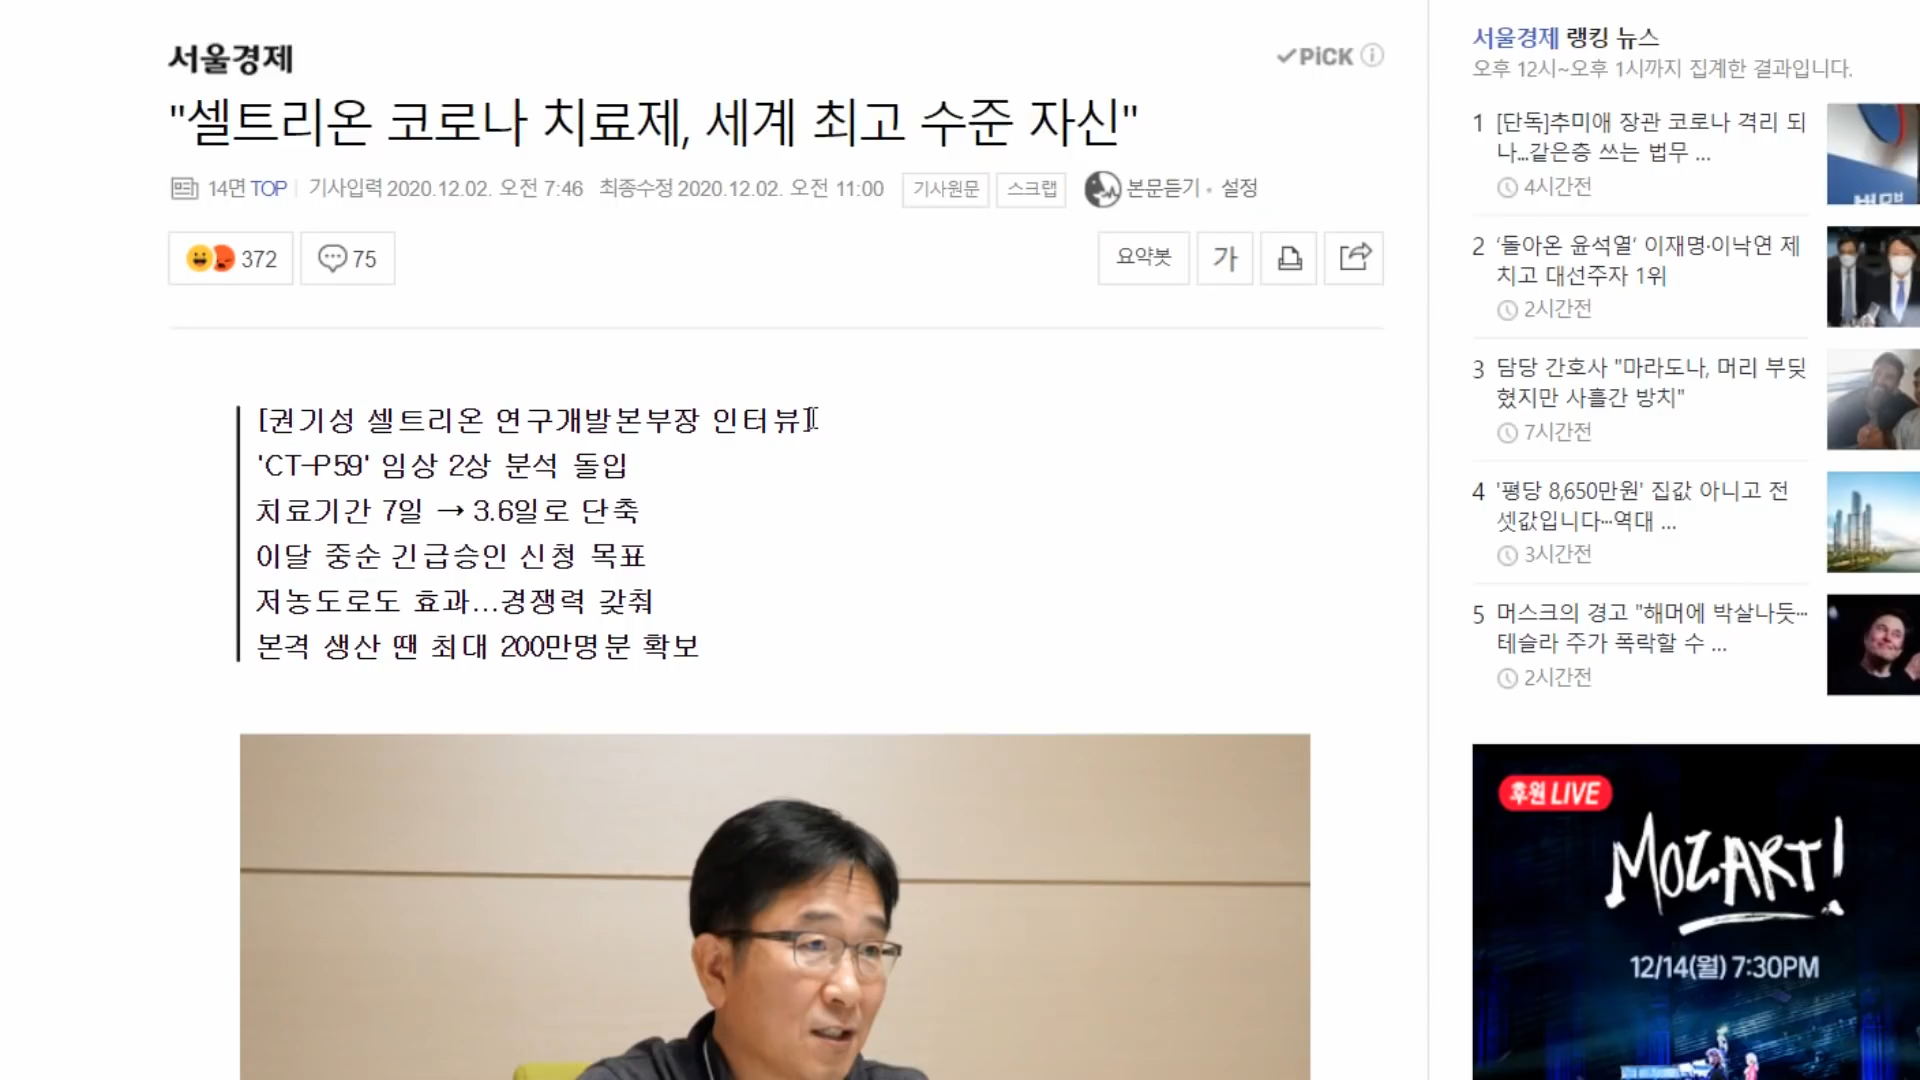 서울경제
✓PiCK
"셀트리온 코로나 치료제, 세계 최고 수준 자신"
14면 TOP 기사입력 2020.12.02. 오전 7:46 최종수정 2020.12.02. 오전 11:00 기사원문 스크랩 본문듣기 · 설정
372 75 요약봇 가
[권기성 셀트리온 연구개발본부장 인터뷰]
'CT-P59' 임상 2상 분석 돌입
치료기간 7일 → 3.6일로 단축
이달 중순 긴급승인 신청 목표
저농도로도 효과...경쟁력 갖춰
본격 생산 땐 최대 200만명분 확보
서울경제 랭킹 뉴스
오후 12시~오후 1시까지 집계한 결과입니다.
1 [단독]추미애 장관 코로나 격리 되
나...같은층 쓰는 법무 ...
4시간전
2 '돌아온 윤석열' 이재명·이낙연 제
치고 대선주자 1위
2시간전
3 담당 간호사 "마라도나, 머리 부딪
혔지만 사흘간 방치"
7시간전
4 '평당 8,650만원' 집값 아니고 전
셋값입니다…역대 ...
3시간전
5 머스크의 경고 "해머에 박살나듯…
테슬라 주가 폭락할 수 ...
2시간전
후원 LIVE
MOZART!
12/14(월) 7:30PM